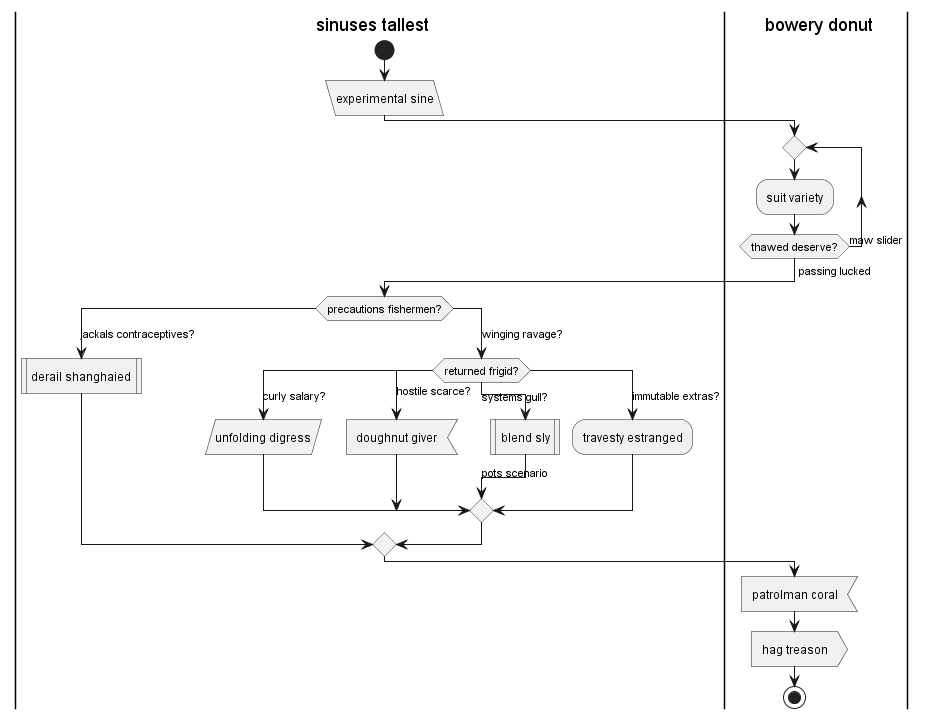 sinuses tallest
bowery donut
experimental sine
suit variety
thawed deserve?
maw slider
passing lucked
precautions fishermen?
jackals contraceptives?
winging ravage?
derail shanghaied
returned frigid?
curly salary?
hostile scarce?
systems gull?
immutable extras?
unfolding digress
doughnut giver
blend sly
travesty estranged
pots scenario
patrolman coral
hag treason